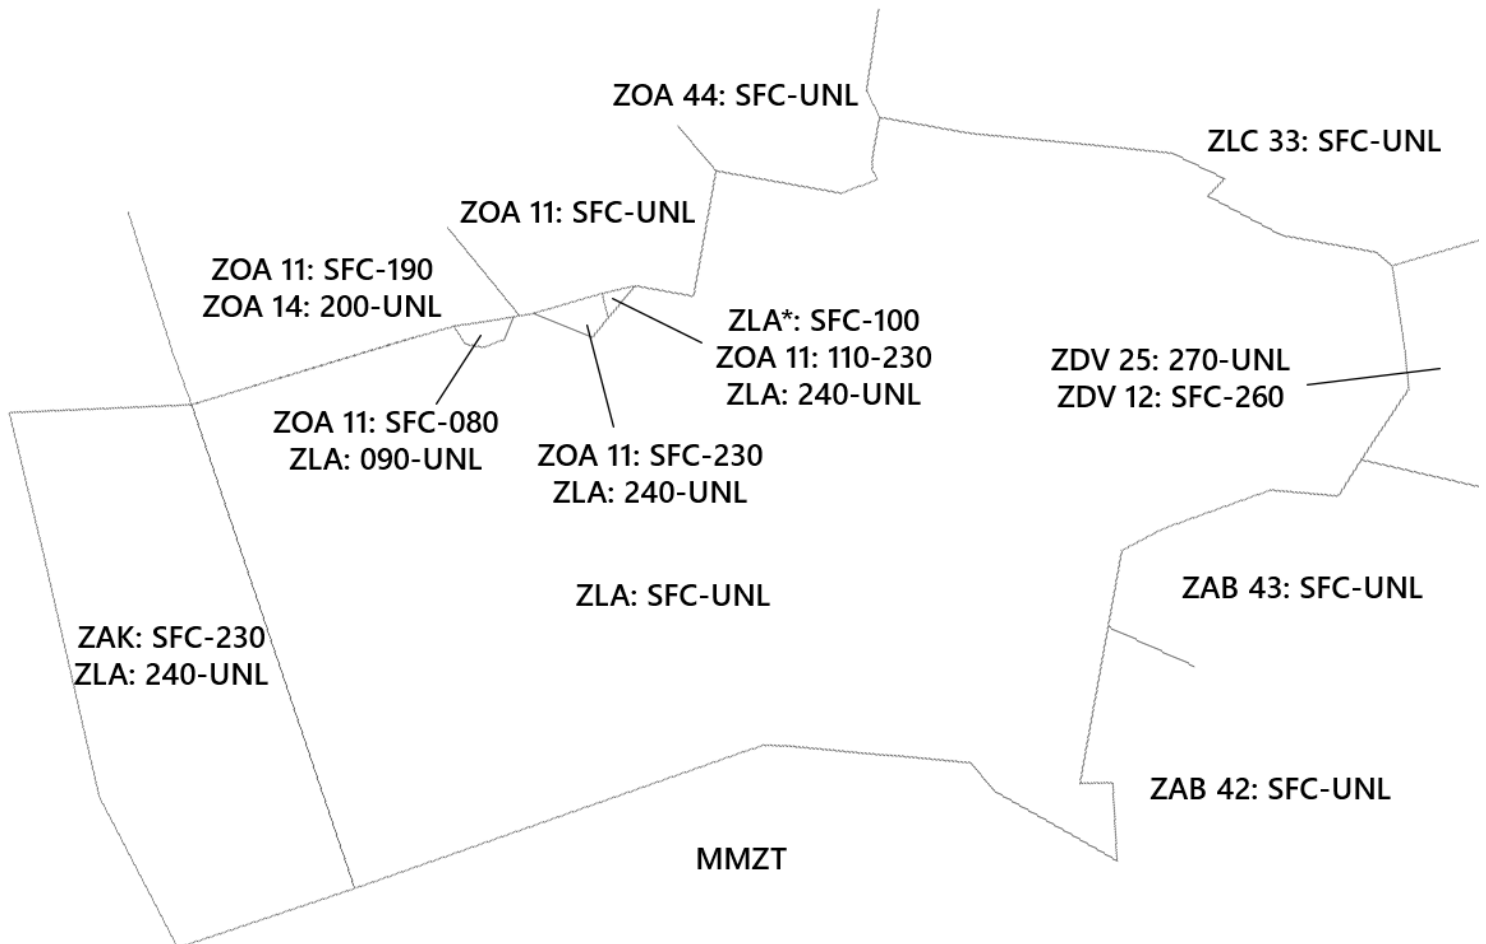 ZOA 44: SFC-UNL
ZLC 33: SFC-UNL
ZOA 11: SFC-UNL
ZOA 11: SFC-190
ZOA 14: 200-UNL
ZLA*: SFC-100
ZOA 11: 110-230
ZLA: 240-UNL
ZDV 25: 270-UNL
ZDV 12: SFC-260
ZOA 11: SFC-080
ZLA: 090-UNL
ZOA 11: SFC-230
ZLA: 240-UNL
ZLA: SFC-UNL
ZAB 43: SFC-UNL
ZAK: SFC-230
ZLA: 240-UNL
ZAB 42: SFC-UNL
MMZT